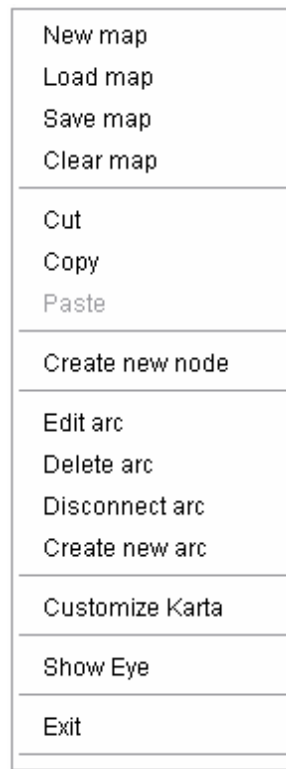 New map
Load map
Save map
Clear map
Cut
Copy
Paste
Create new node
Edit arc
Delete arc
Disconnect arc
Create new arc
Customize Karta
Show Eye
Exit